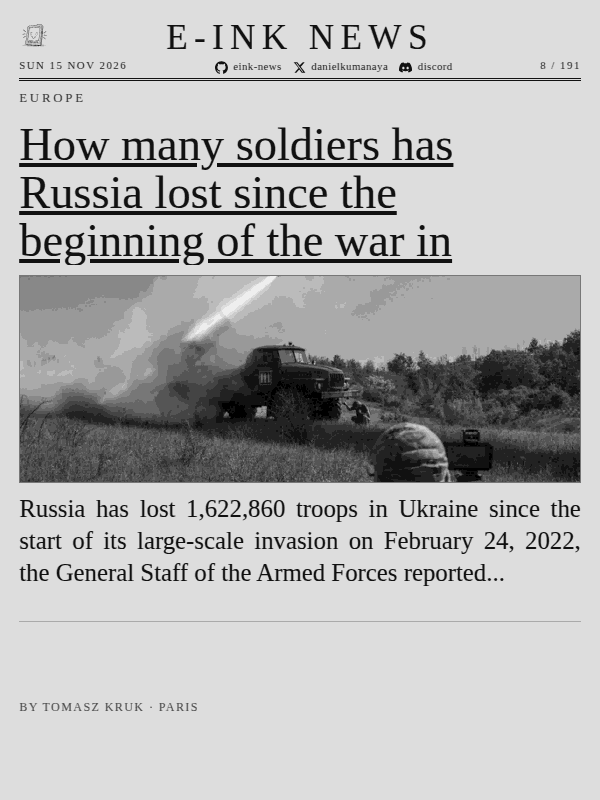 E-INK NEWS
SUN 15 NOV 2026
eink-news danielkumanaya discord
8 / 191
EUROPE
How many soldiers has
Russia lost since the
beginning of the war in
Russia has lost 1,622,860 troops in Ukraine since the
start of its large-scale invasion on February 24, 2022,
the General Staff of the Armed Forces reported...
BY TOMASZ KRUK · PARIS